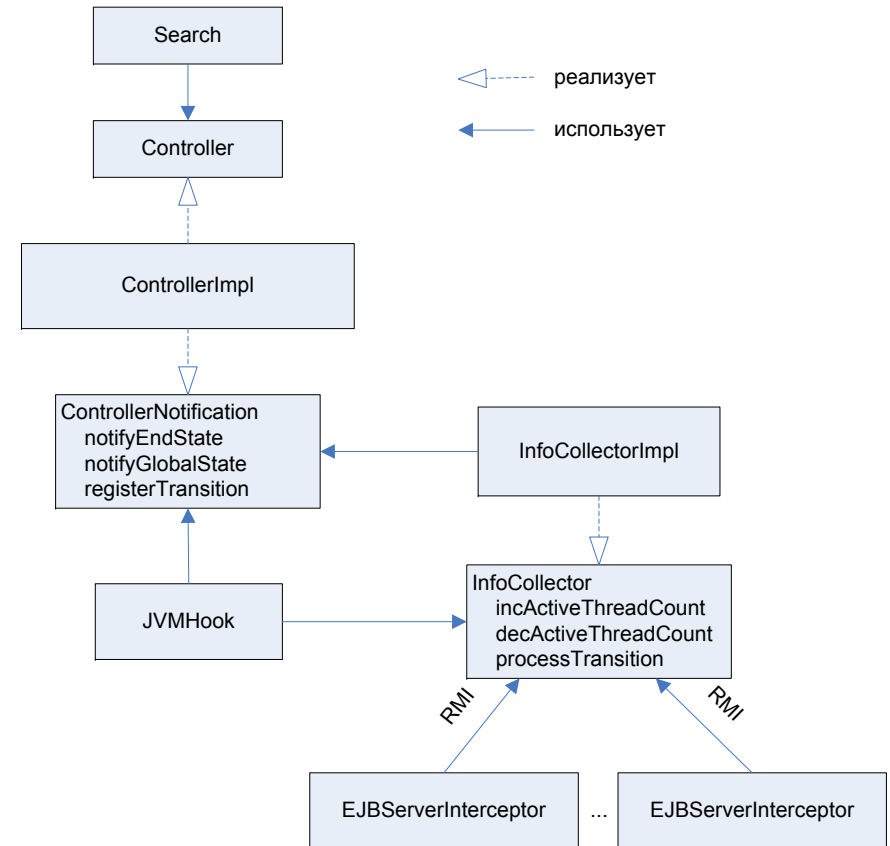 Search
реализует
использует
Controller
ControllerImpl
ControllerNotification
notifyEndState
notifyGlobalState
registerTransition
InfoCollectorImpl
JVMHook
InfoCollector
incActiveThreadCount
decActiveThreadCount
processTransition
RMI
RMI
EJBServerInterceptor
...
EJBServerInterceptor